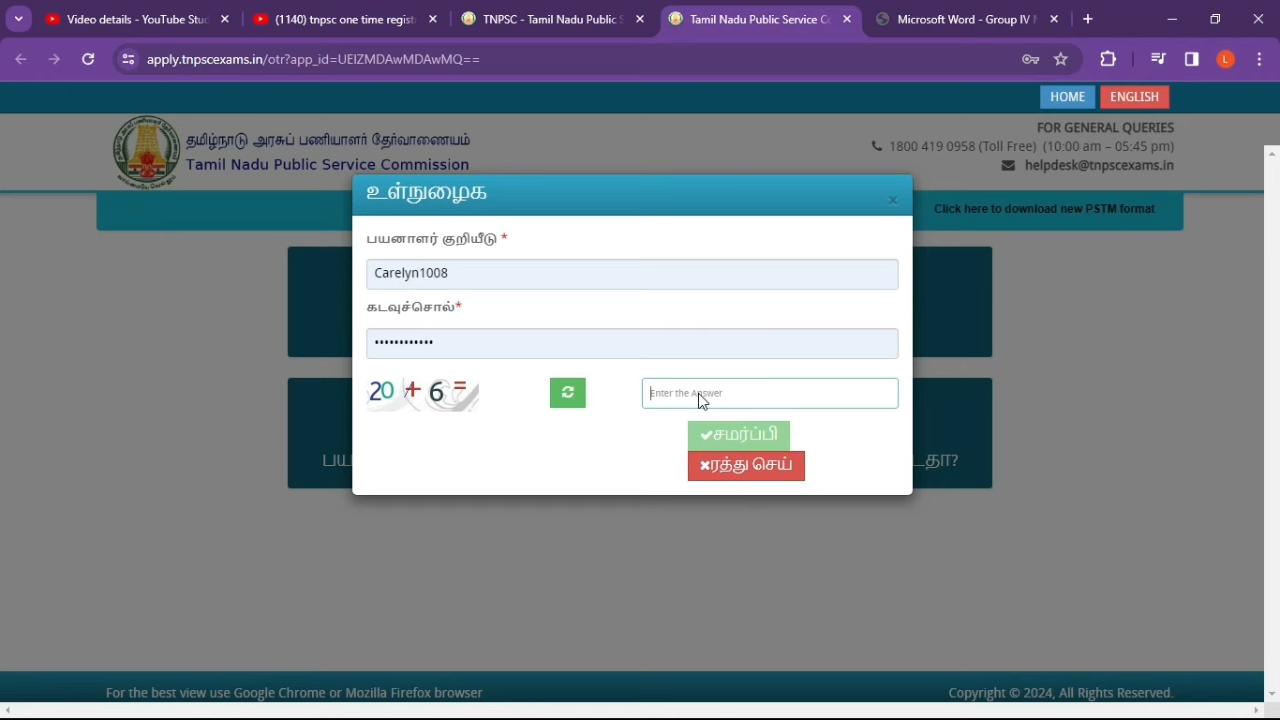 Video details - YouTube Stu
(1140) tnpsc one time regist
TNPSC - Tamil Nadu Public S
Tamil Nadu Public Service Co
Microsoft Word - Group IV
apply.tnpscexams.in/otr?app_id=UEIZMDAwMDAwMQ==
L
HOME
ENGLISH
தமிழ்நாடு அரசுப் பணியாளர் தேர்வாணையம்
Tamil Nadu Public Service Commission
FOR GENERAL QUERIES
1800 419 0958 (Toll Free) (10:00 am – 05:45 pm)
helpdesk@tnpscexams.in
Click here to download new PSTM format
உள்நுழைக
×
பயனாளர் குறியீடு *
Carelyn1008
கடவுச்சொல்*
••••••••••••
20 + 6 =
Enter the Answer
சமர்ப்பி
ரத்து செய்
For the best view use Google Chrome or Mozilla Firefox browser
Copyright © 2024, All Rights Reserved.